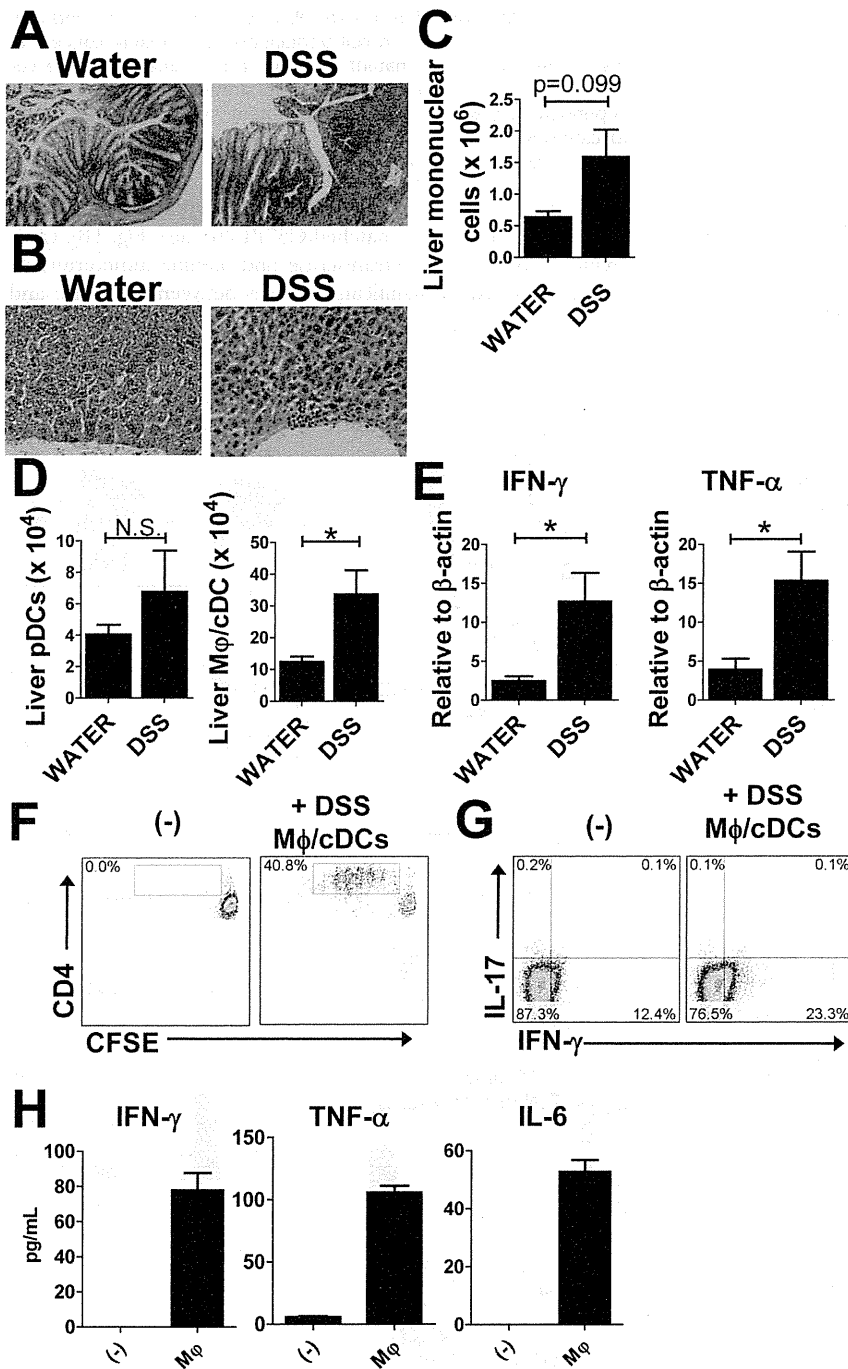 A
Water
DSS
B
Water
DSS
C
p=0.099
Liver mononuclear
cells (x 10⁶)
2.5
2.0
1.5
1.0
0.5
0.0
WATER
DSS
D
N.S.
Liver pDCs (x 10⁴)
10
8
6
4
2
0
WATER
DSS
*
Liver Mφ/cDC (x 10⁴)
50
40
30
20
10
0
WATER
DSS
E
IFN-γ
*
Relative to β-actin
20
15
10
5
0
WATER
DSS
TNF-α
*
Relative to β-actin
20
15
10
5
0
WATER
DSS
F
(-)
+ DSS
Mϕ/cDCs
0.0%
40.8%
CD4
CFSE
G
(-)
+ DSS
Mϕ/cDCs
0.2%
0.1%
0.1%
0.1%
87.3%
12.4%
76.5%
23.3%
IL-17
IFN-γ
H
IFN-γ
pg/mL
100
80
60
40
20
0
(-)
Mφ
TNF-α
150
100
50
0
(-)
Mφ
IL-6
60
40
20
0
(-)
Mφ